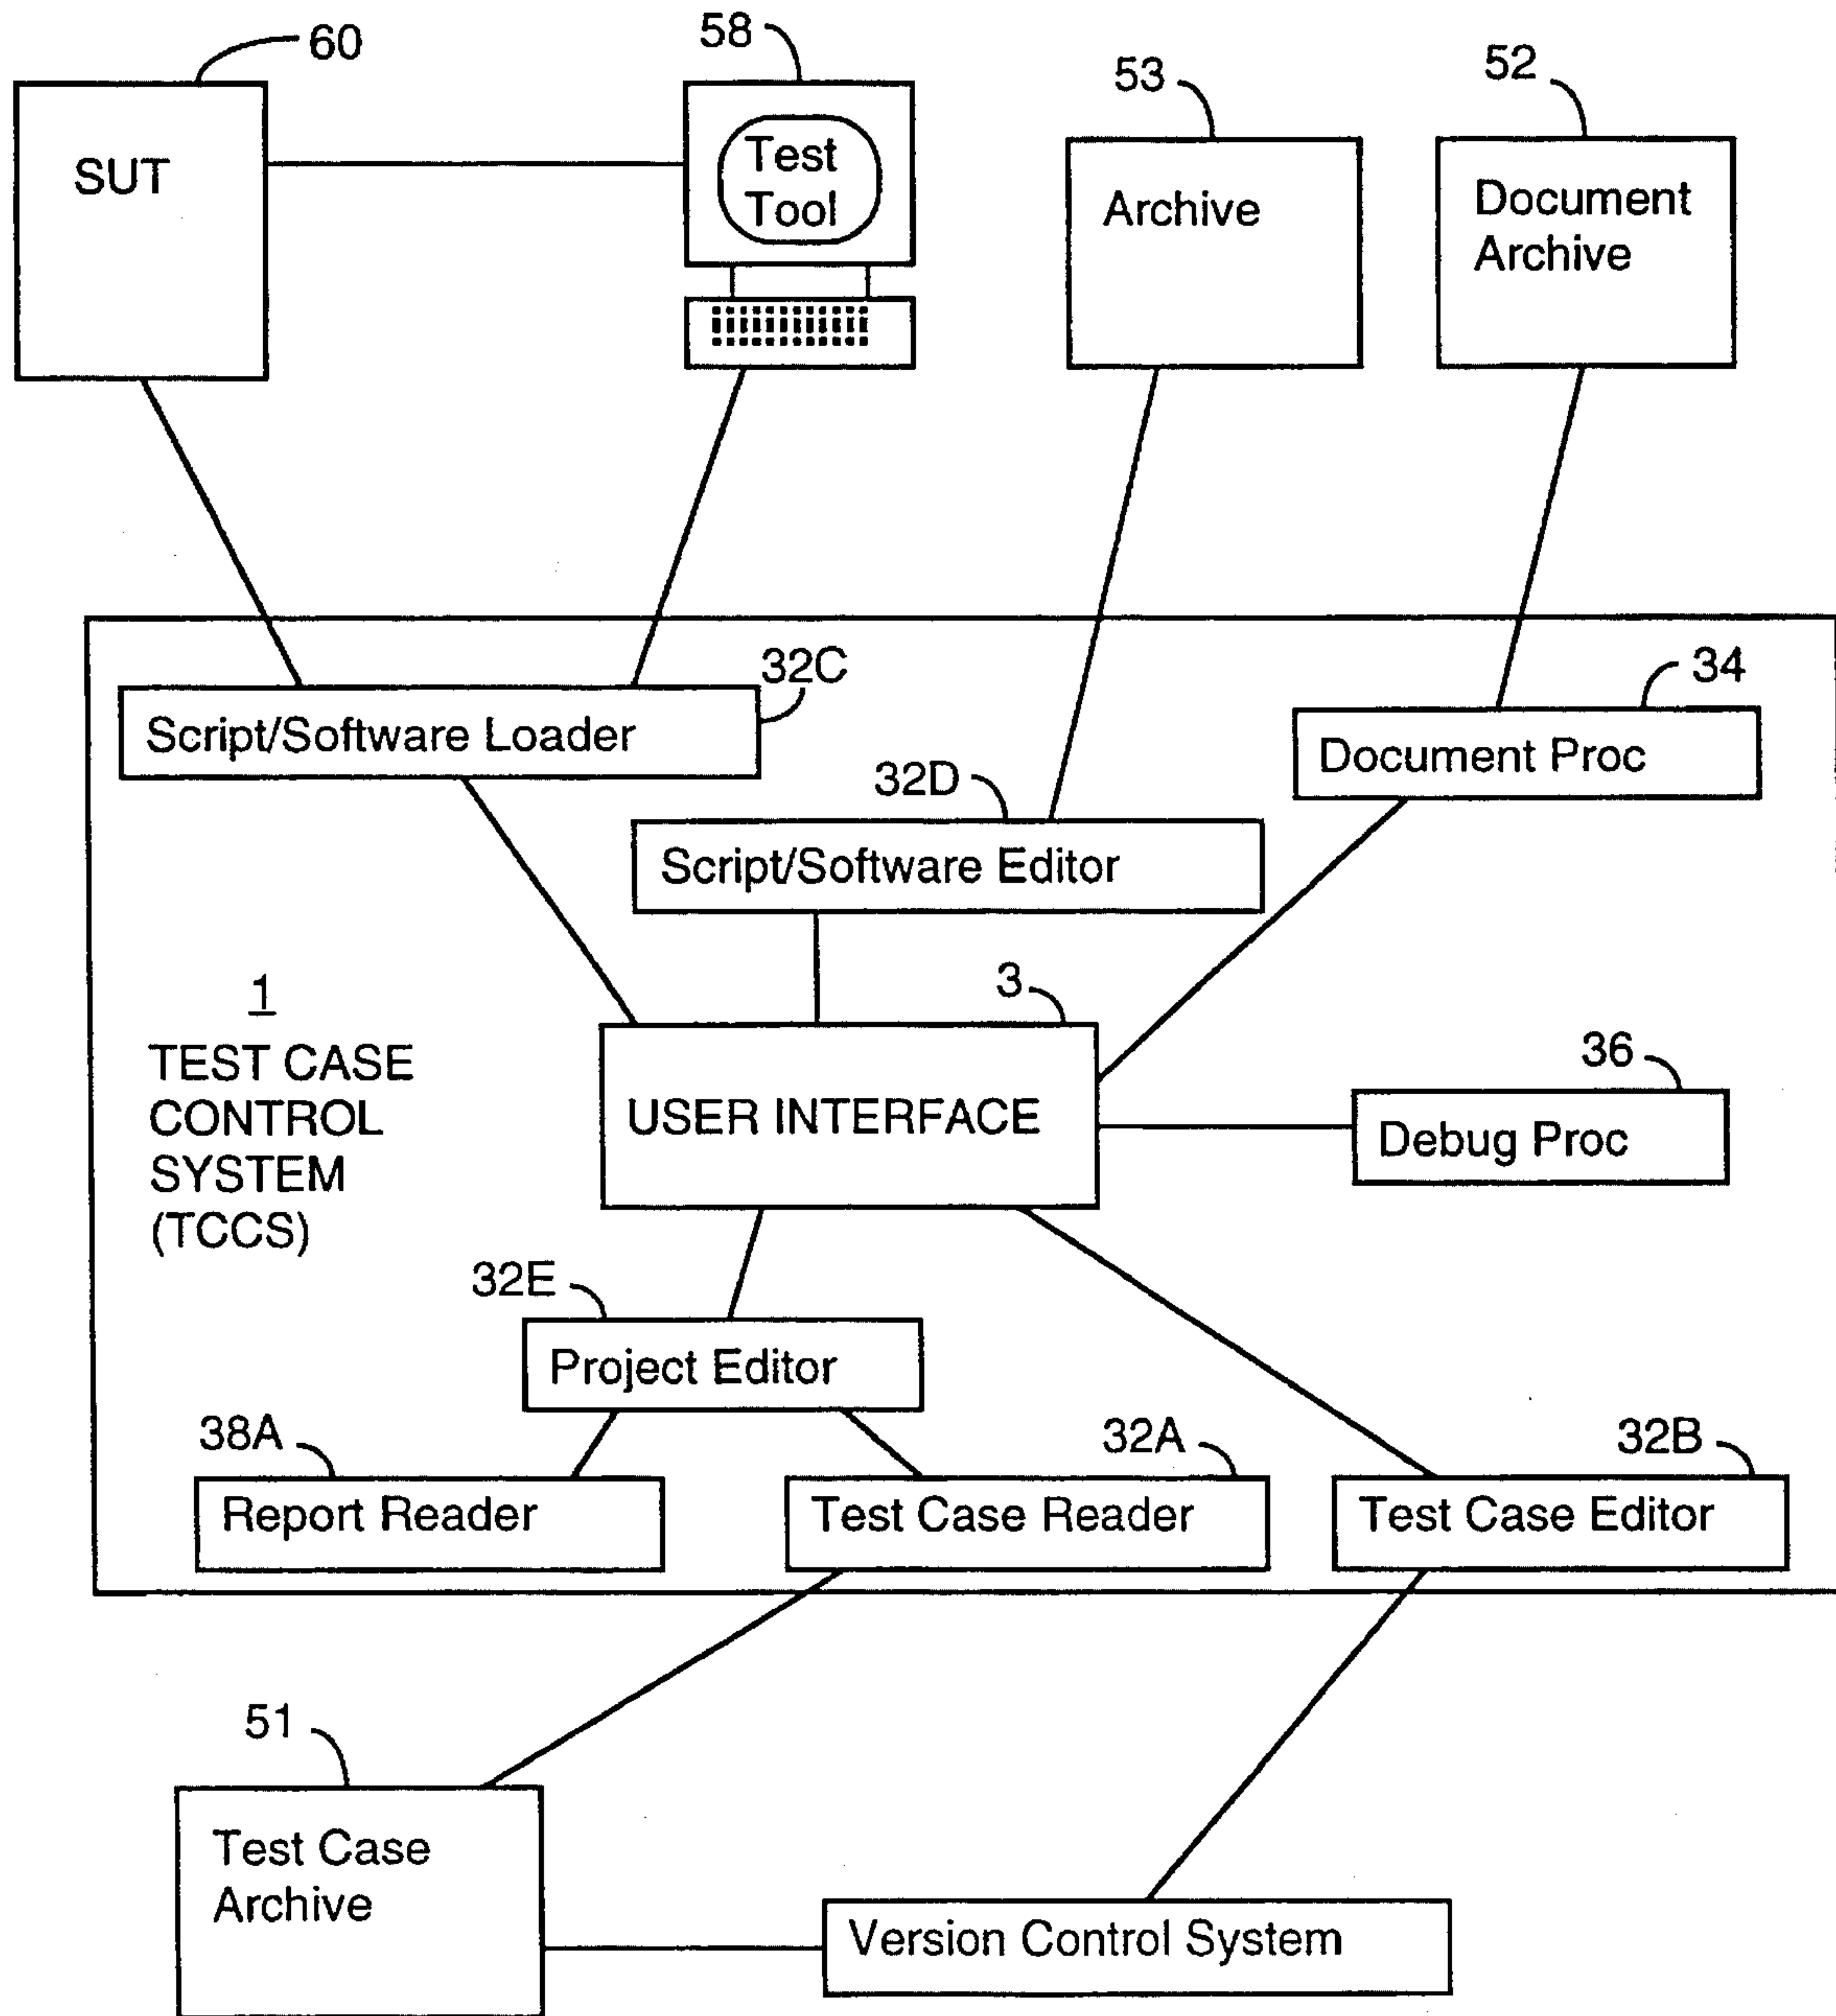 60
58
53
52
SUT
Test
Tool
Archive
Document
Archive
32C
34
Script/Software Loader
Document Proc
32D
Script/Software Editor
1
3
TEST CASE
CONTROL
SYSTEM
(TCCS)
USER INTERFACE
36
Debug Proc
32E
Project Editor
38A
32A
32B
Report Reader
Test Case Reader
Test Case Editor
51
Test Case
Archive
Version Control System